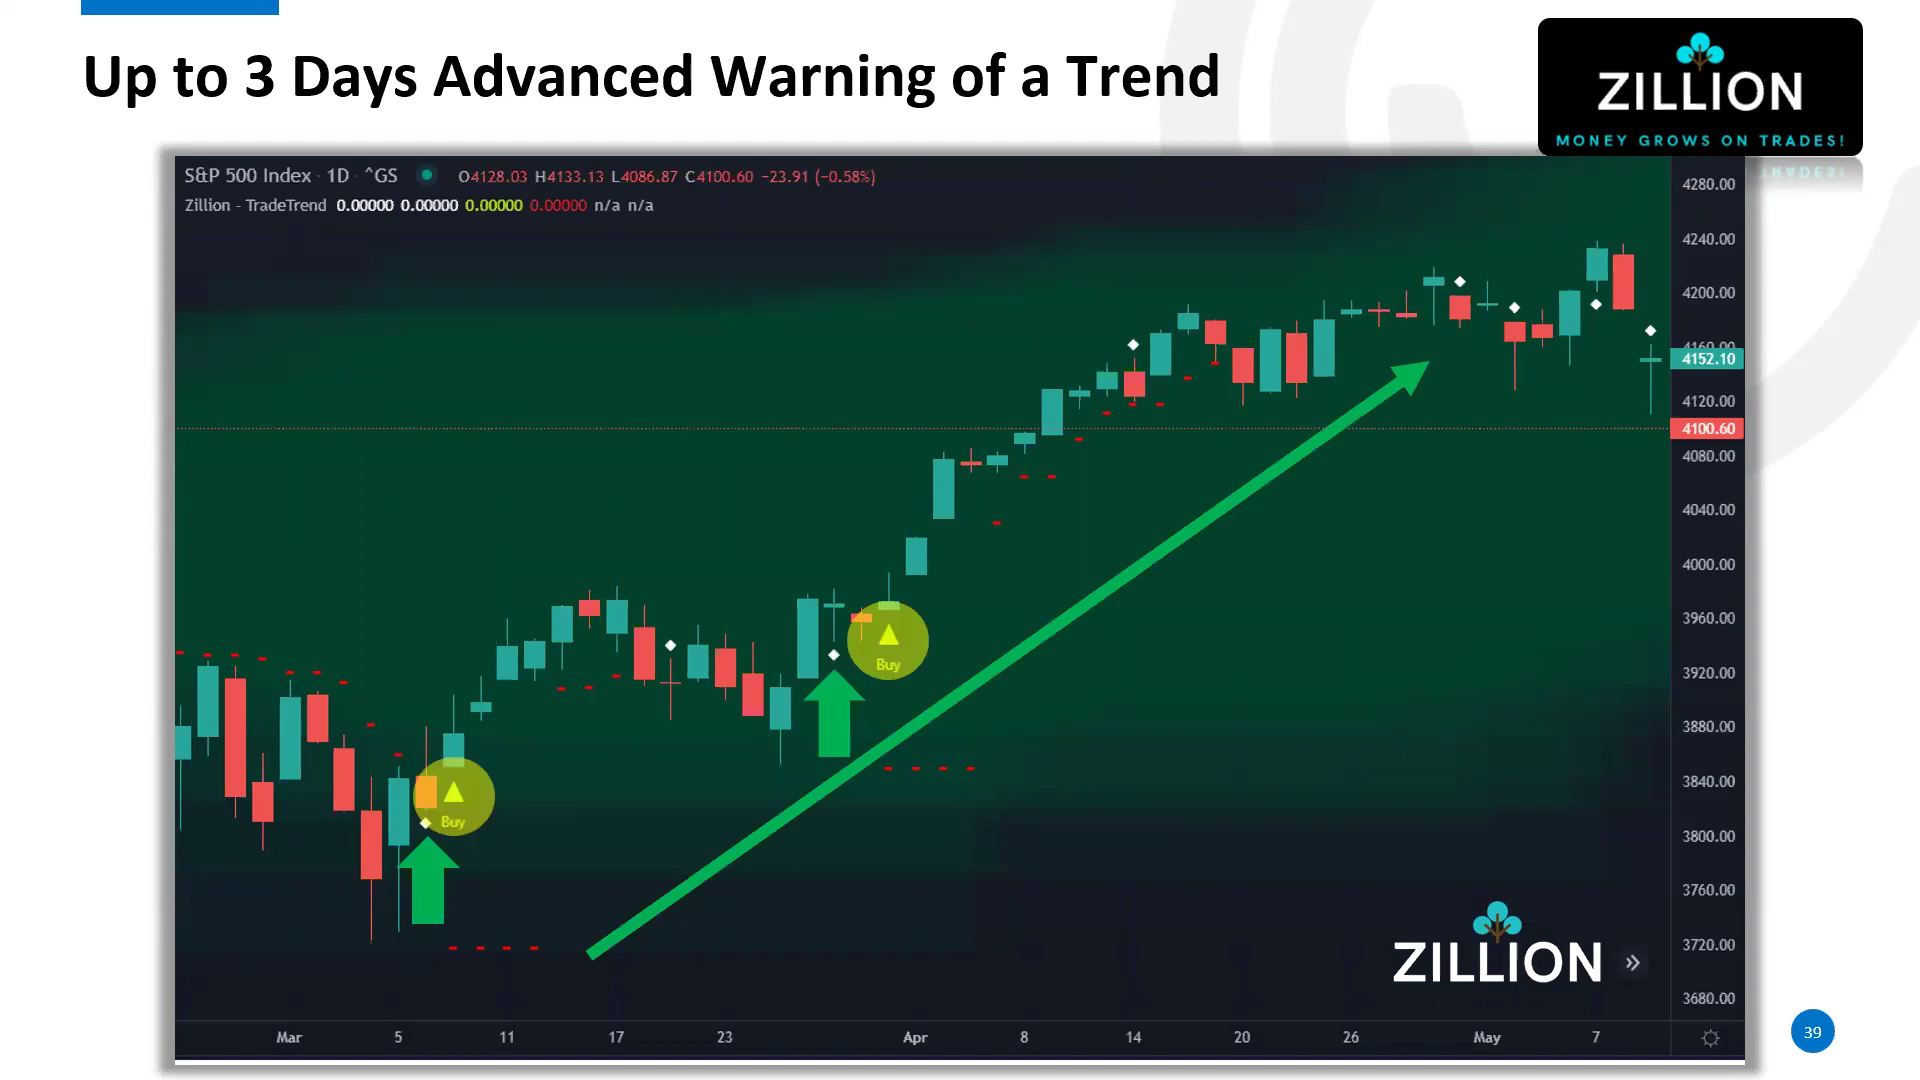 Up to 3 Days Advanced Warning of a Trend
ZILLION
MONEY GROWS ON TRADES!
S&P 500 Index · 1D · ^GS O4128.03 H4133.13 L4086.87 C4100.60 −23.91 (−0.58%)
Zillion - TradeTrend 0.00000 0.00000 0.00000 0.00000 n/a n/a
4280.00
4240.00
4200.00
4160.00
4152.10
4120.00
4100.60
4080.00
4040.00
4000.00
3960.00
3920.00
3880.00
3840.00
3800.00
3760.00
3720.00
3680.00
Buy
Buy
ZILLION
Mar 5 11 17 23 Apr 8 14 20 26 May 7
39